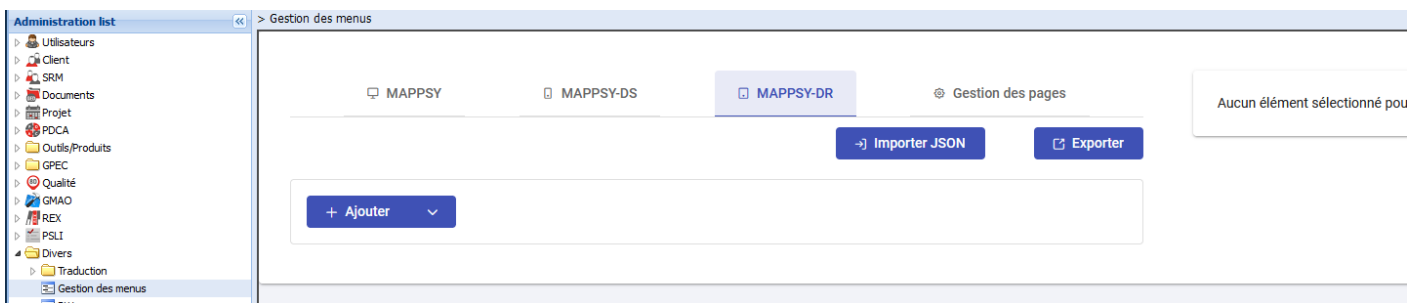 Administration list
> Gestion des menus
Utilisateurs
Client
SRM
Documents
Projet
PDCA
Outils/Produits
GPEC
Qualité
GMAO
REX
PSLI
Divers
Traduction
Gestion des menus
MAPPSY
MAPPSY-DS
MAPPSY-DR
Gestion des pages
Importer JSON
Exporter
+ Ajouter
Aucun élément sélectionné pou